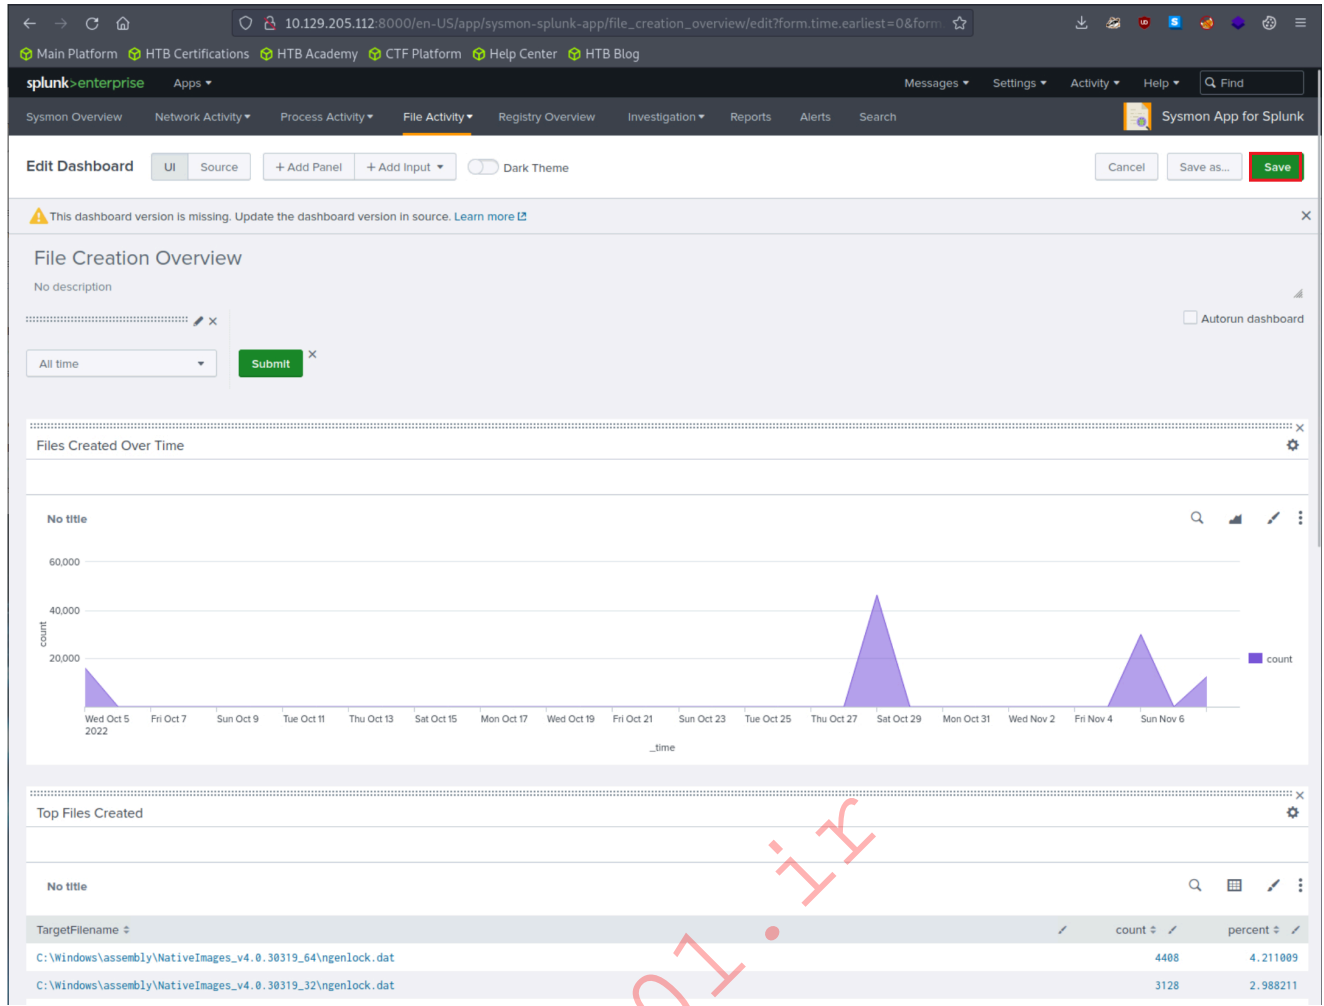 10.129.205.112:8000/en-US/app/sysmon-splunk-app/file_creation_overview/edit?form.time.earliest=0&form
Main Platform HTB Certifications HTB Academy CTF Platform Help Center HTB Blog
splunk>enterprise Apps Messages Settings Activity Help Find
Sysmon Overview Network Activity Process Activity File Activity Registry Overview Investigation Reports Alerts Search Sysmon App for Splunk
Edit Dashboard UI Source + Add Panel + Add Input Dark Theme Cancel Save as... Save
This dashboard version is missing. Update the dashboard version in source. Learn more
File Creation Overview
No description
Autorun dashboard
All time Submit
Files Created Over Time
No title
60,000
40,000
20,000
count
count
Wed Oct 5 Fri Oct 7 Sun Oct 9 Tue Oct 11 Thu Oct 13 Sat Oct 15 Mon Oct 17 Wed Oct 19 Fri Oct 21 Sun Oct 23 Tue Oct 25 Thu Oct 27 Sat Oct 29 Mon Oct 31 Wed Nov 2 Fri Nov 4 Sun Nov 6
2022
_time
Top Files Created
No title
TargetFilename count percent
C:\Windows\assembly\NativeImages_v4.0.30319_64\ngenlock.dat 4408 4.211009
C:\Windows\assembly\NativeImages_v4.0.30319_32\ngenlock.dat 3128 2.988211
01.ir